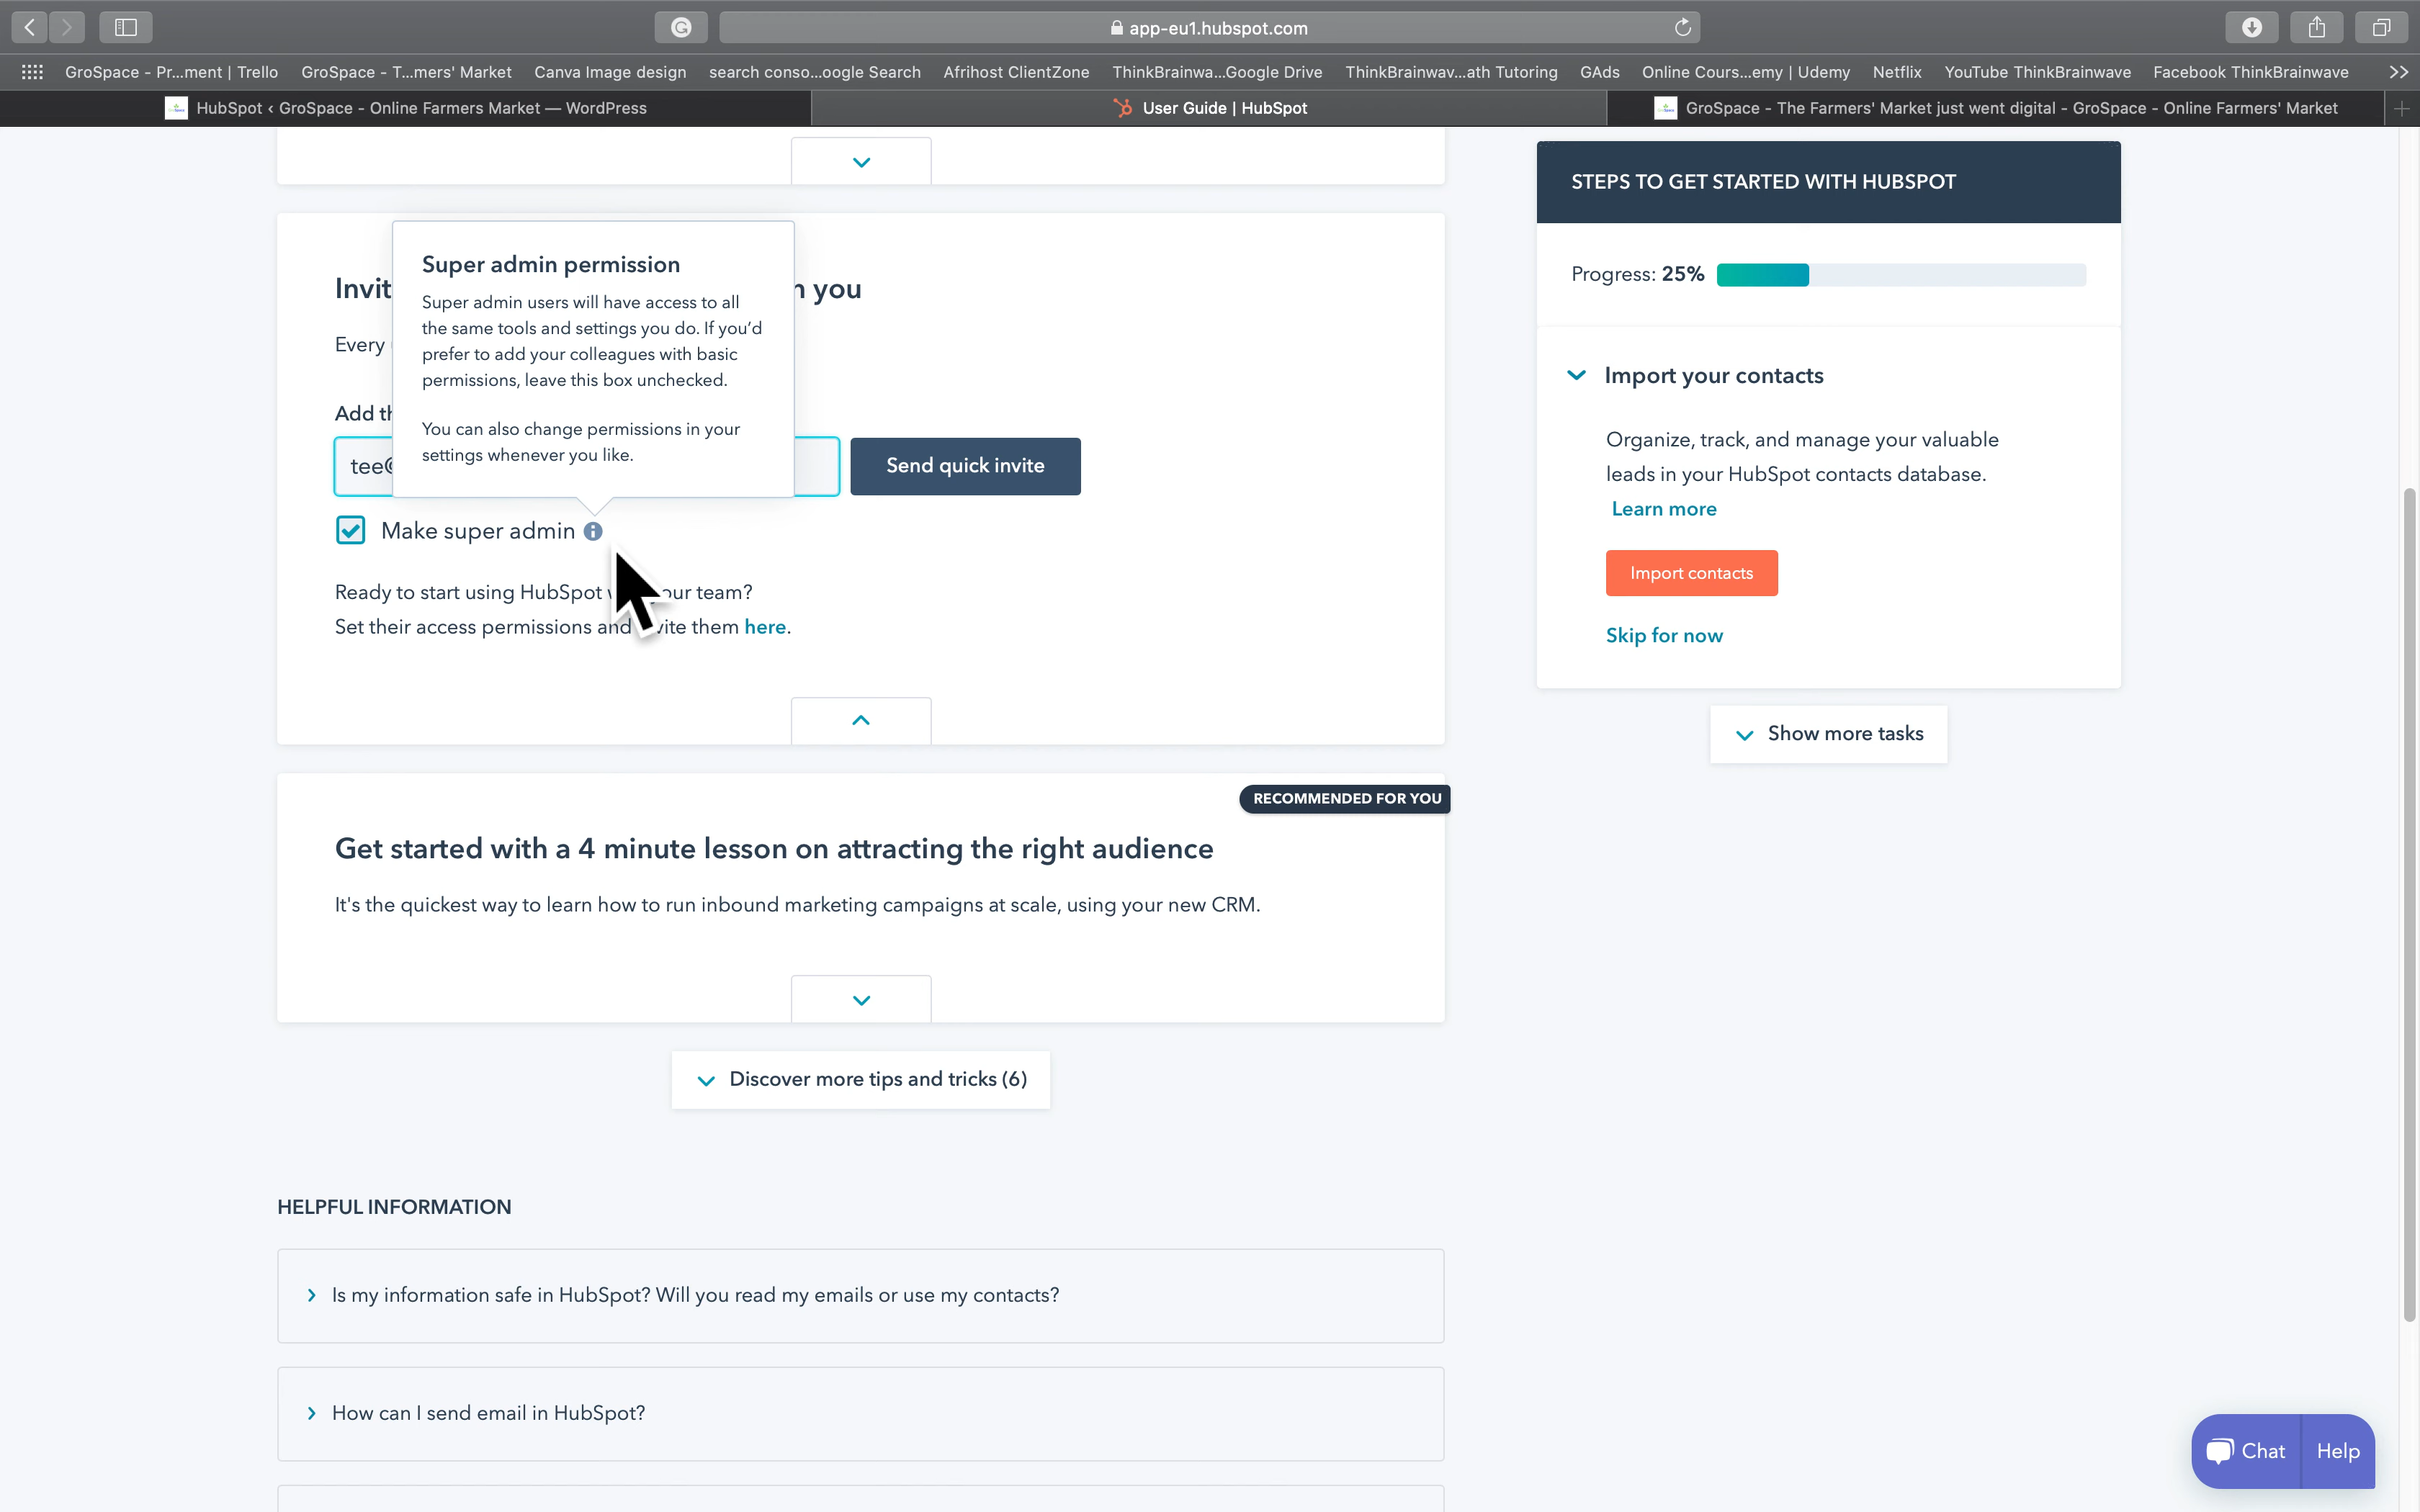 app-eu1.hubspot.com
GroSpace - Pr...ment | Trello
GroSpace - T...mers' Market
Canva Image design
search conso...oogle Search
Afrihost ClientZone
ThinkBrainwa...Google Drive
ThinkBrainwav...ath Tutoring
GAds
Online Cours...emy | Udemy
Netflix
YouTube ThinkBrainwave
Facebook ThinkBrainwave
HubSpot ‹ GroSpace - Online Farmers Market — WordPress
User Guide | HubSpot
GroSpace - The Farmers' Market just went digital - GroSpace - Online Farmers' Market
Super admin permission
Super admin users will have access to all
the same tools and settings you do. If you'd
prefer to add your colleagues with basic
permissions, leave this box unchecked.
You can also change permissions in your
settings whenever you like.
you
Every
Add
Send quick invite
Make super admin
Ready to start using HubSpot our team?
Set their access permissions and them here.
RECOMMENDED FOR YOU
Get started with a 4 minute lesson on attracting the right audience
It's the quickest way to learn how to run inbound marketing campaigns at scale, using your new CRM.
Discover more tips and tricks (6)
HELPFUL INFORMATION
Is my information safe in HubSpot? Will you read my emails or use my contacts?
How can I send email in HubSpot?
STEPS TO GET STARTED WITH HUBSPOT
Progress: 25%
Import your contacts
Organize, track, and manage your valuable
leads in your HubSpot contacts database.
Learn more
Import contacts
Skip for now
Show more tasks
Chat
Help